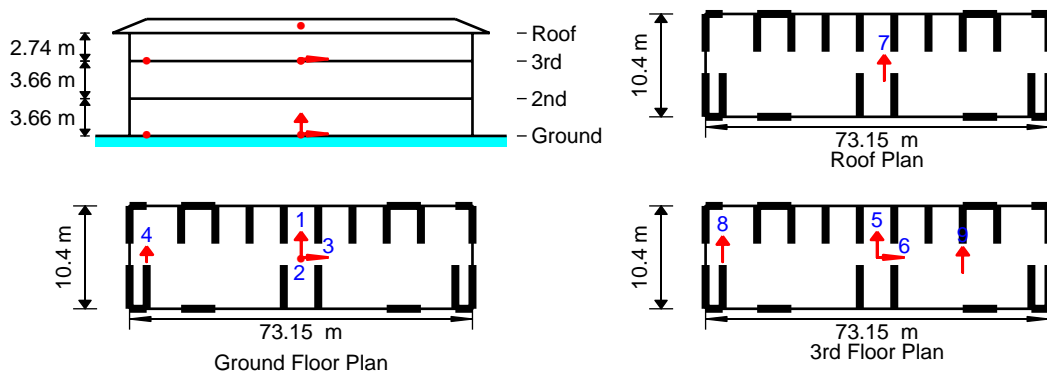 2.74 m
3.66 m
3.66 m
Roof
3rd
2nd
Ground
10.4 m
7
73.15 m
Roof Plan
10.4 m
4
1
3
2
73.15 m
Ground Floor Plan
10.4 m
8
5
6
9
73.15 m
3rd Floor Plan